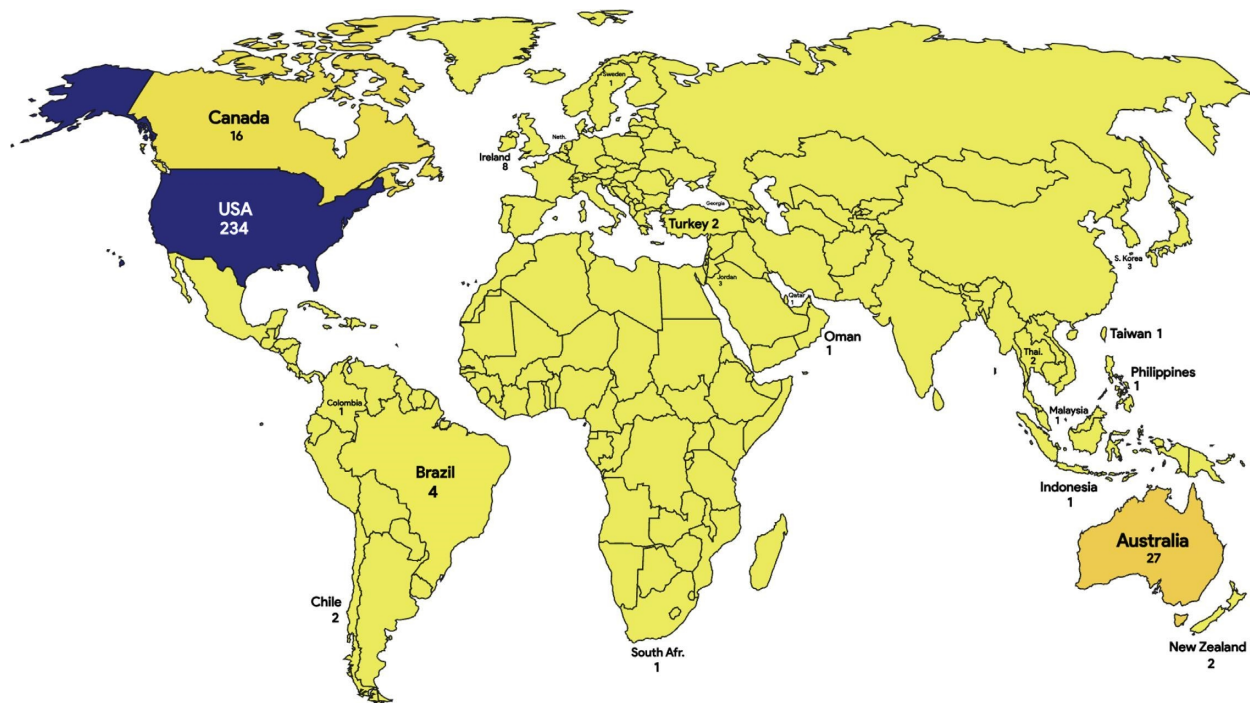 Sweden
1
Canada
16
Neth.
Ireland
8
USA
234
Georgia
Turkey 2
S. Korea
3
Jordan
3
Qatar
1
Oman
1
Taiwan 1
Thai.
2
Philippines
1
Colombia
1
Malaysia
1
Brazil
4
Indonesia
1
Australia
27
Chile
2
South Afr.
1
New Zealand
2